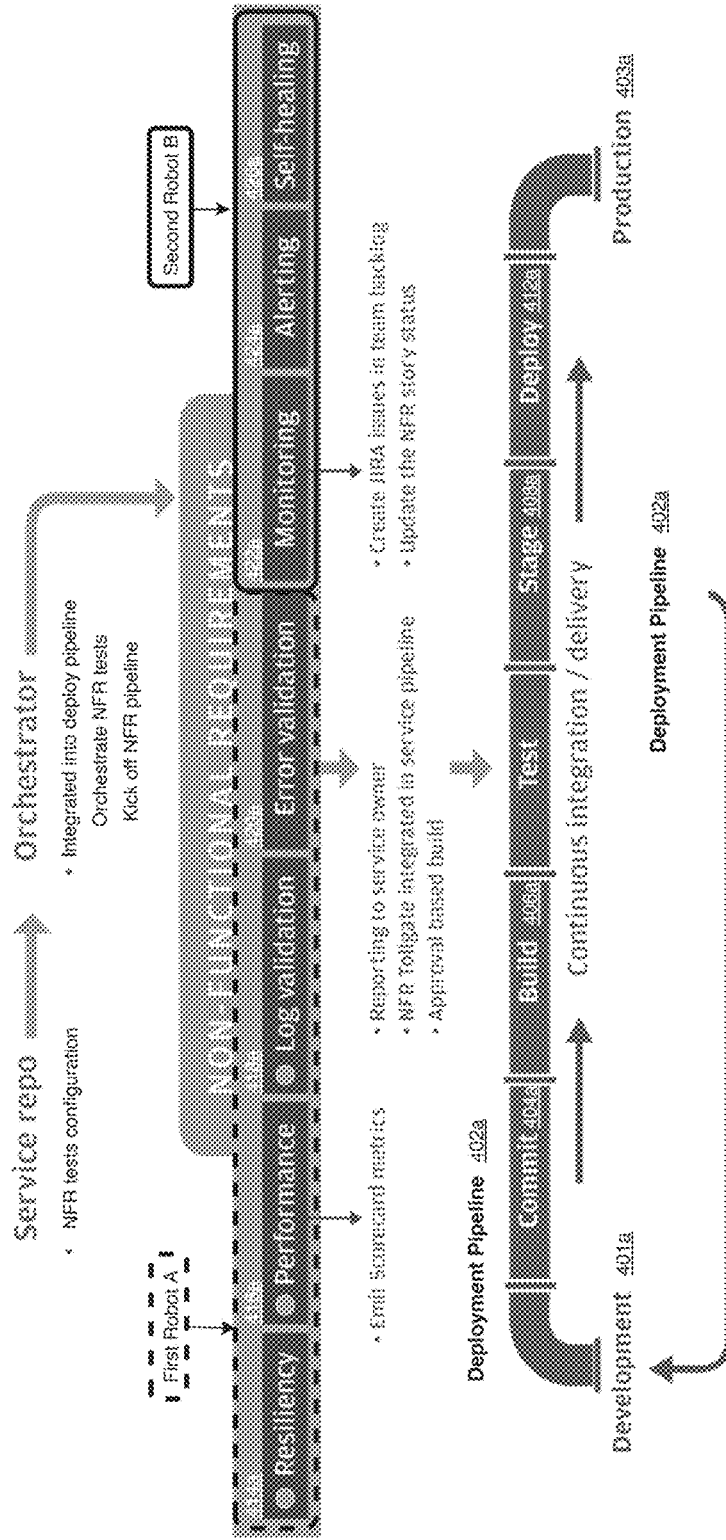 Service repo
• NFR tests configuration
Orchestrator
• Integrated into deploy pipeline
Orchestrate NFR tests
Kick off NFR pipeline
First Robot A
Second Robot B
NON-FUNCTIONAL REQUIREMENTS
Resiliency
Performance
Log validation
Error validation
Monitoring
Alerting
Self-healing
• Emit Scorecard metrics
• Reporting to service owner
• NFR Tollgate integrated in service pipeline
• Approval based build
• Create JIRA issues in team backlog
• Update the NFR story status
Deployment Pipeline 402a
Commit 404a
Build
Test
Stage
Deploy 412a
Continuous integration / delivery
Development 401a
Production 403a
Deployment Pipeline 402a